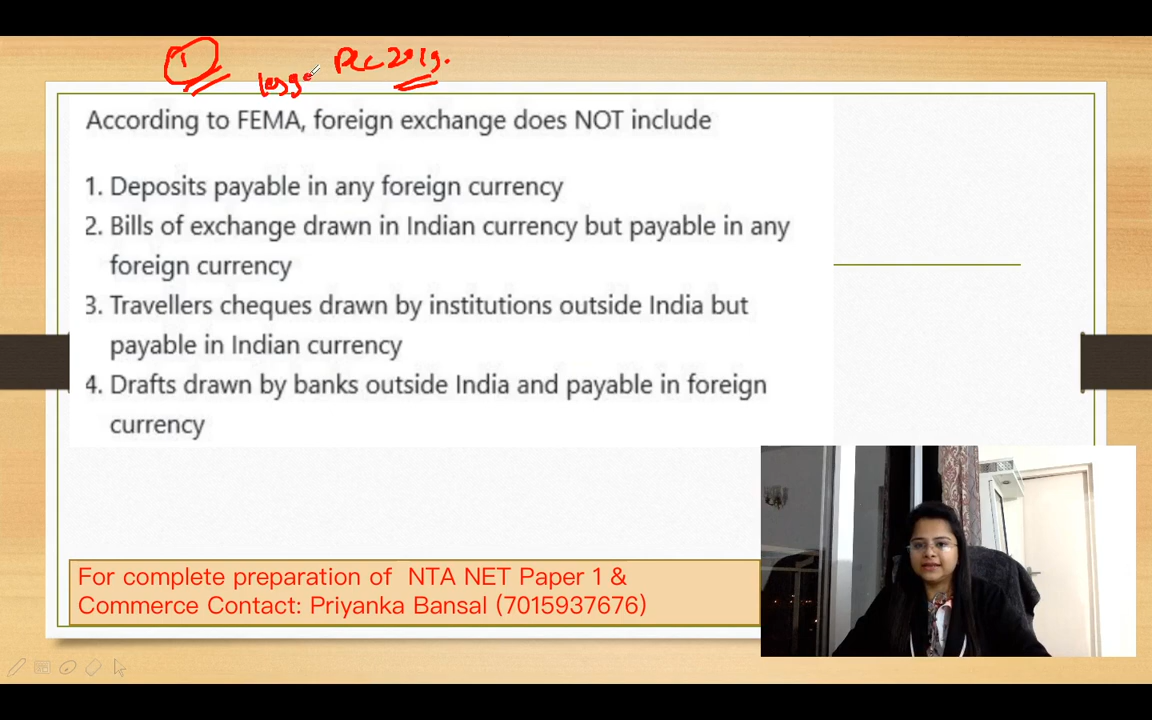 1
Dec 2019.
According to FEMA, foreign exchange does NOT include
1. Deposits payable in any foreign currency
2. Bills of exchange drawn in Indian currency but payable in any
foreign currency
3. Travellers cheques drawn by institutions outside India but
payable in Indian currency
4. Drafts drawn by banks outside India and payable in foreign
currency
For complete preparation of NTA NET Paper 1 &
Commerce Contact: Priyanka Bansal (7015937676)